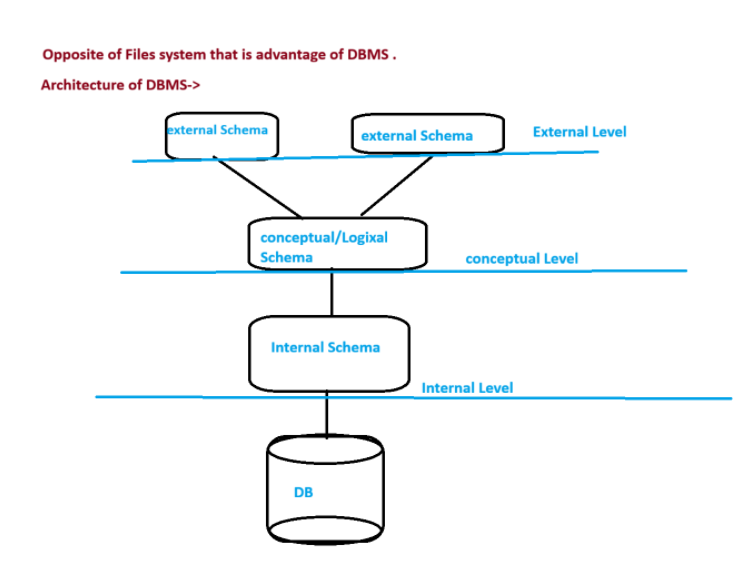 Opposite of Files system that is advantage of DBMS .
Architecture of DBMS->
external Schema
external Schema
External Level
conceptual/Logixal
Schema
conceptual Level
Internal Schema
Internal Level
DB